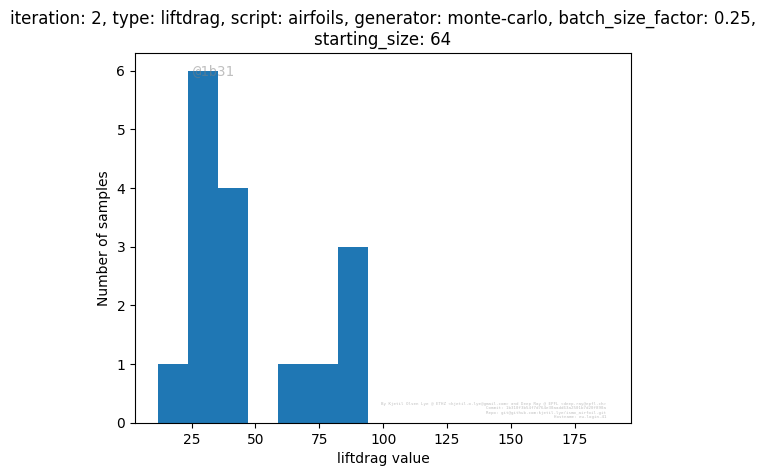 iteration: 2, type: liftdrag, script: airfoils, generator: monte-carlo, batch_size_factor: 0.25,
starting_size: 64
@1b31
6
5
4
3
2
1
0
Number of samples
25 50 75 100 125 150 175
liftdrag value